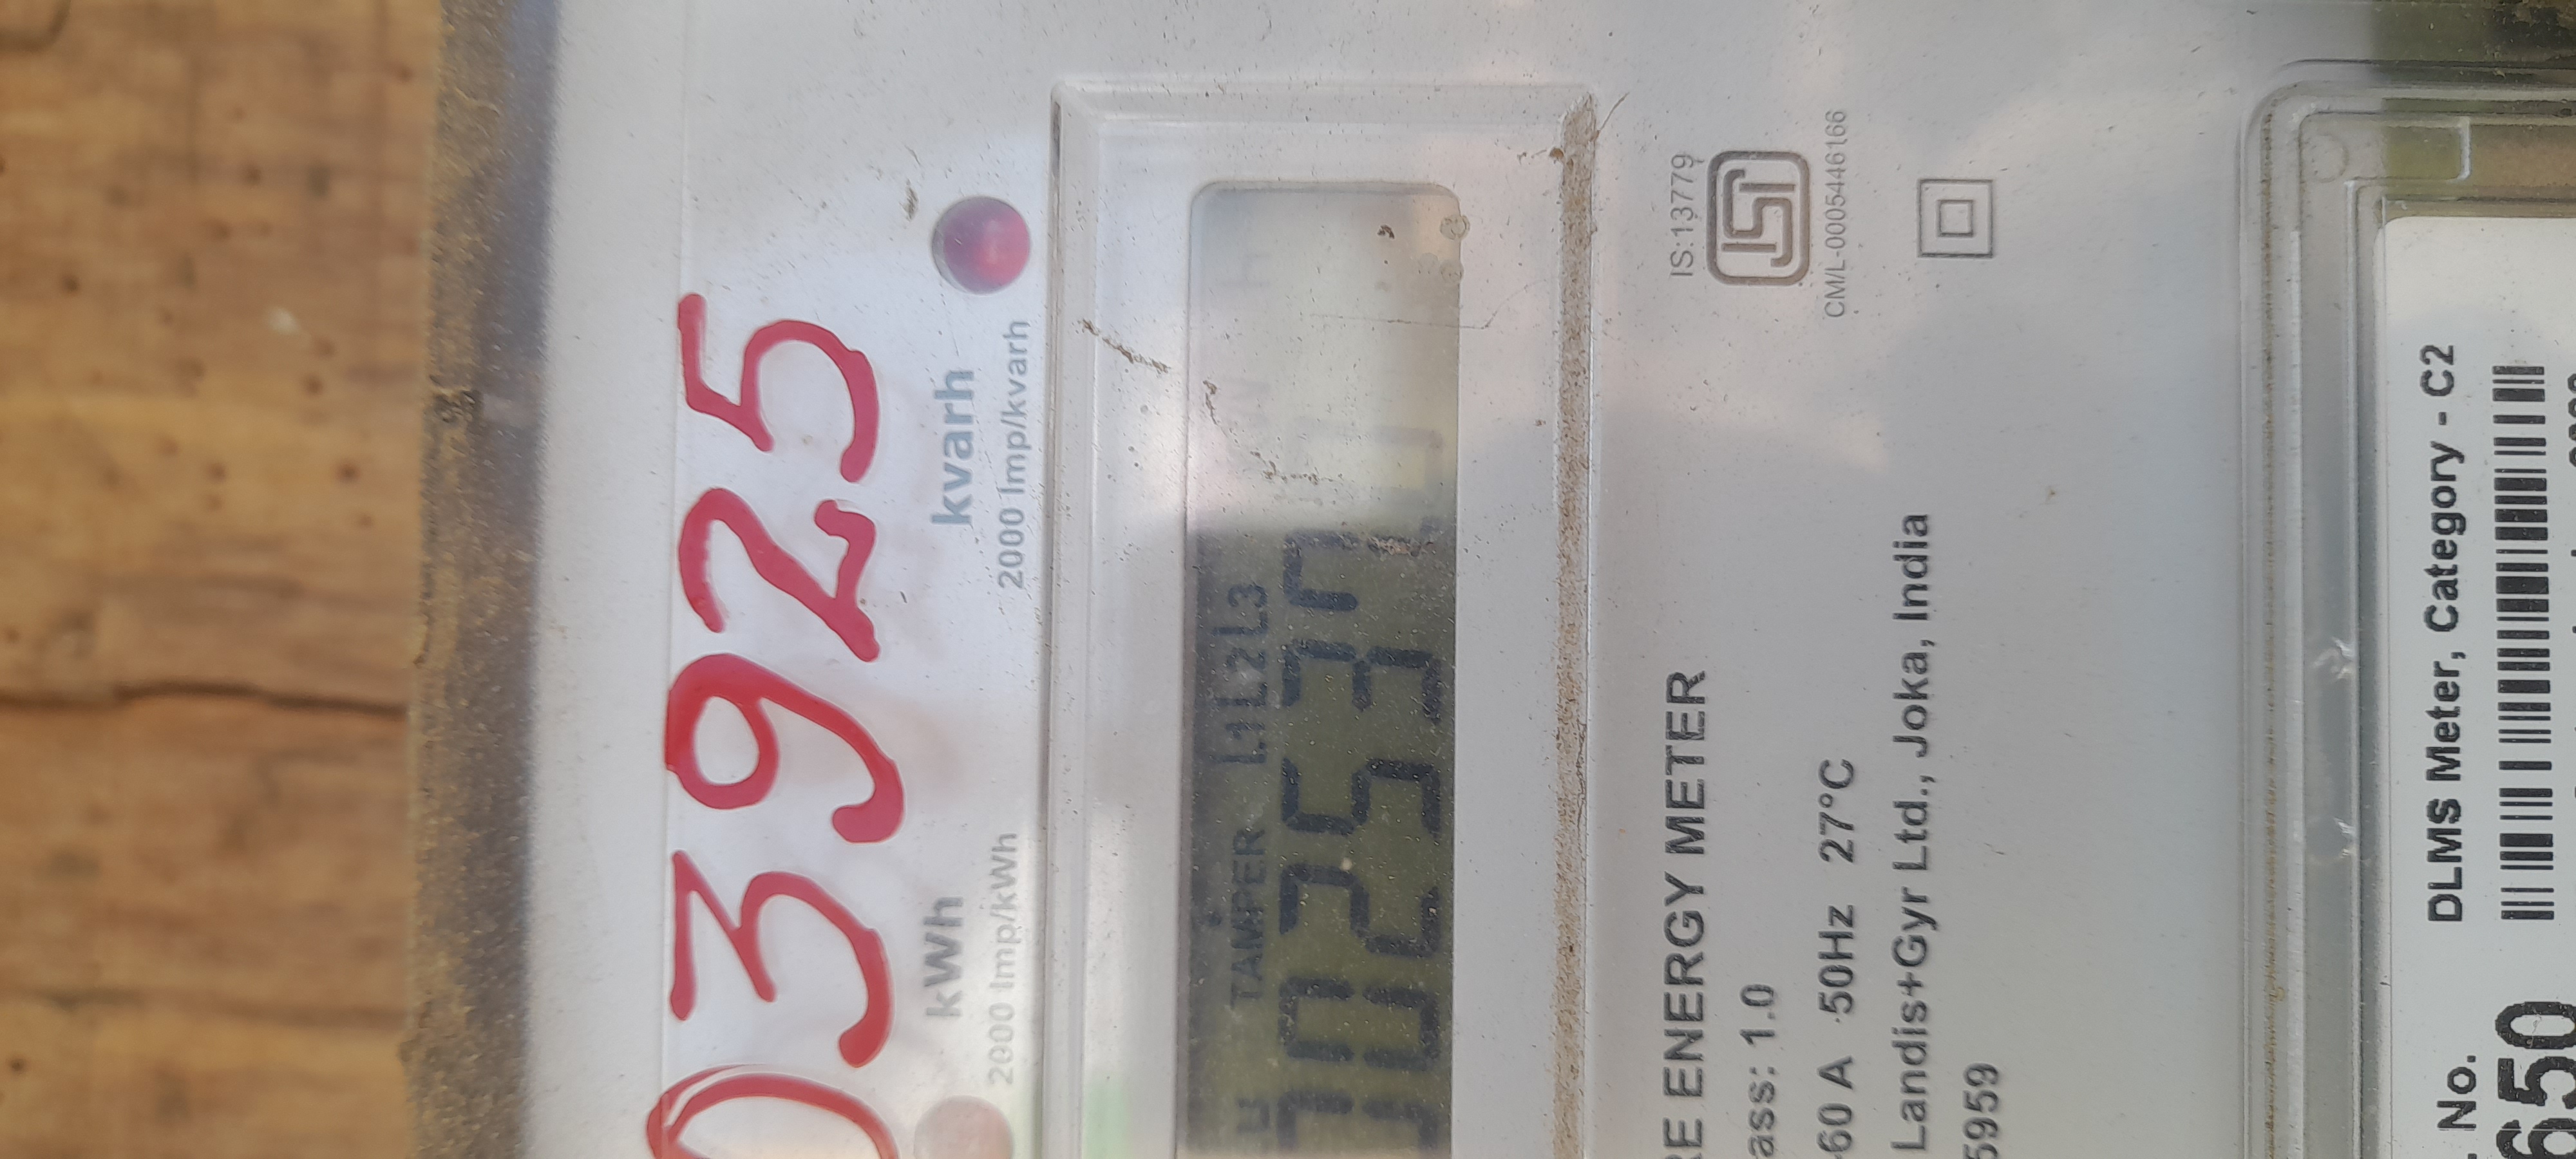 03925
kWh
2000 Imp/kWh
kvarh
2000 Imp/kvarh
TAMPER L1L2L3
IS:13779
ISI
CM/L-0005446166
RE ENERGY METER
ass: 1.0
60 A 50Hz 27°C
Landis+Gyr Ltd., Joka, India
5959
DLMS Meter, Category - C2
No.
650